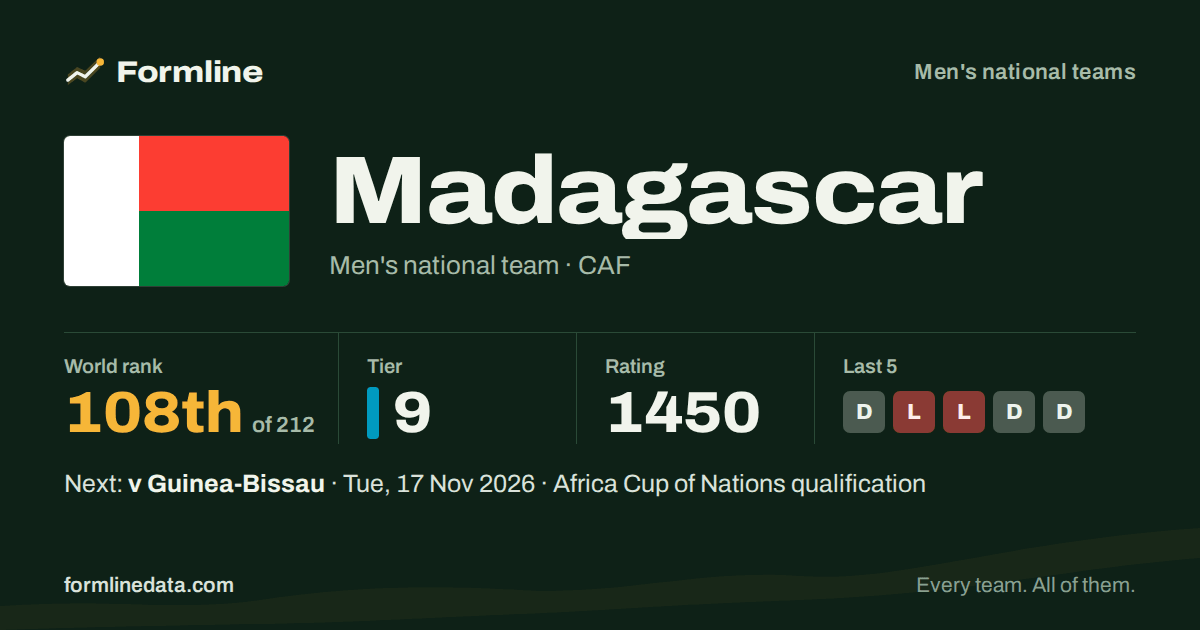 Formline
Men's national teams
Madagascar
Men's national team · CAF
World rank
108th of 212
Tier
9
Rating
1450
Last 5
D L L D D
Next: v Guinea-Bissau · Tue, 17 Nov 2026 · Africa Cup of Nations qualification
formlinedata.com
Every team. All of them.